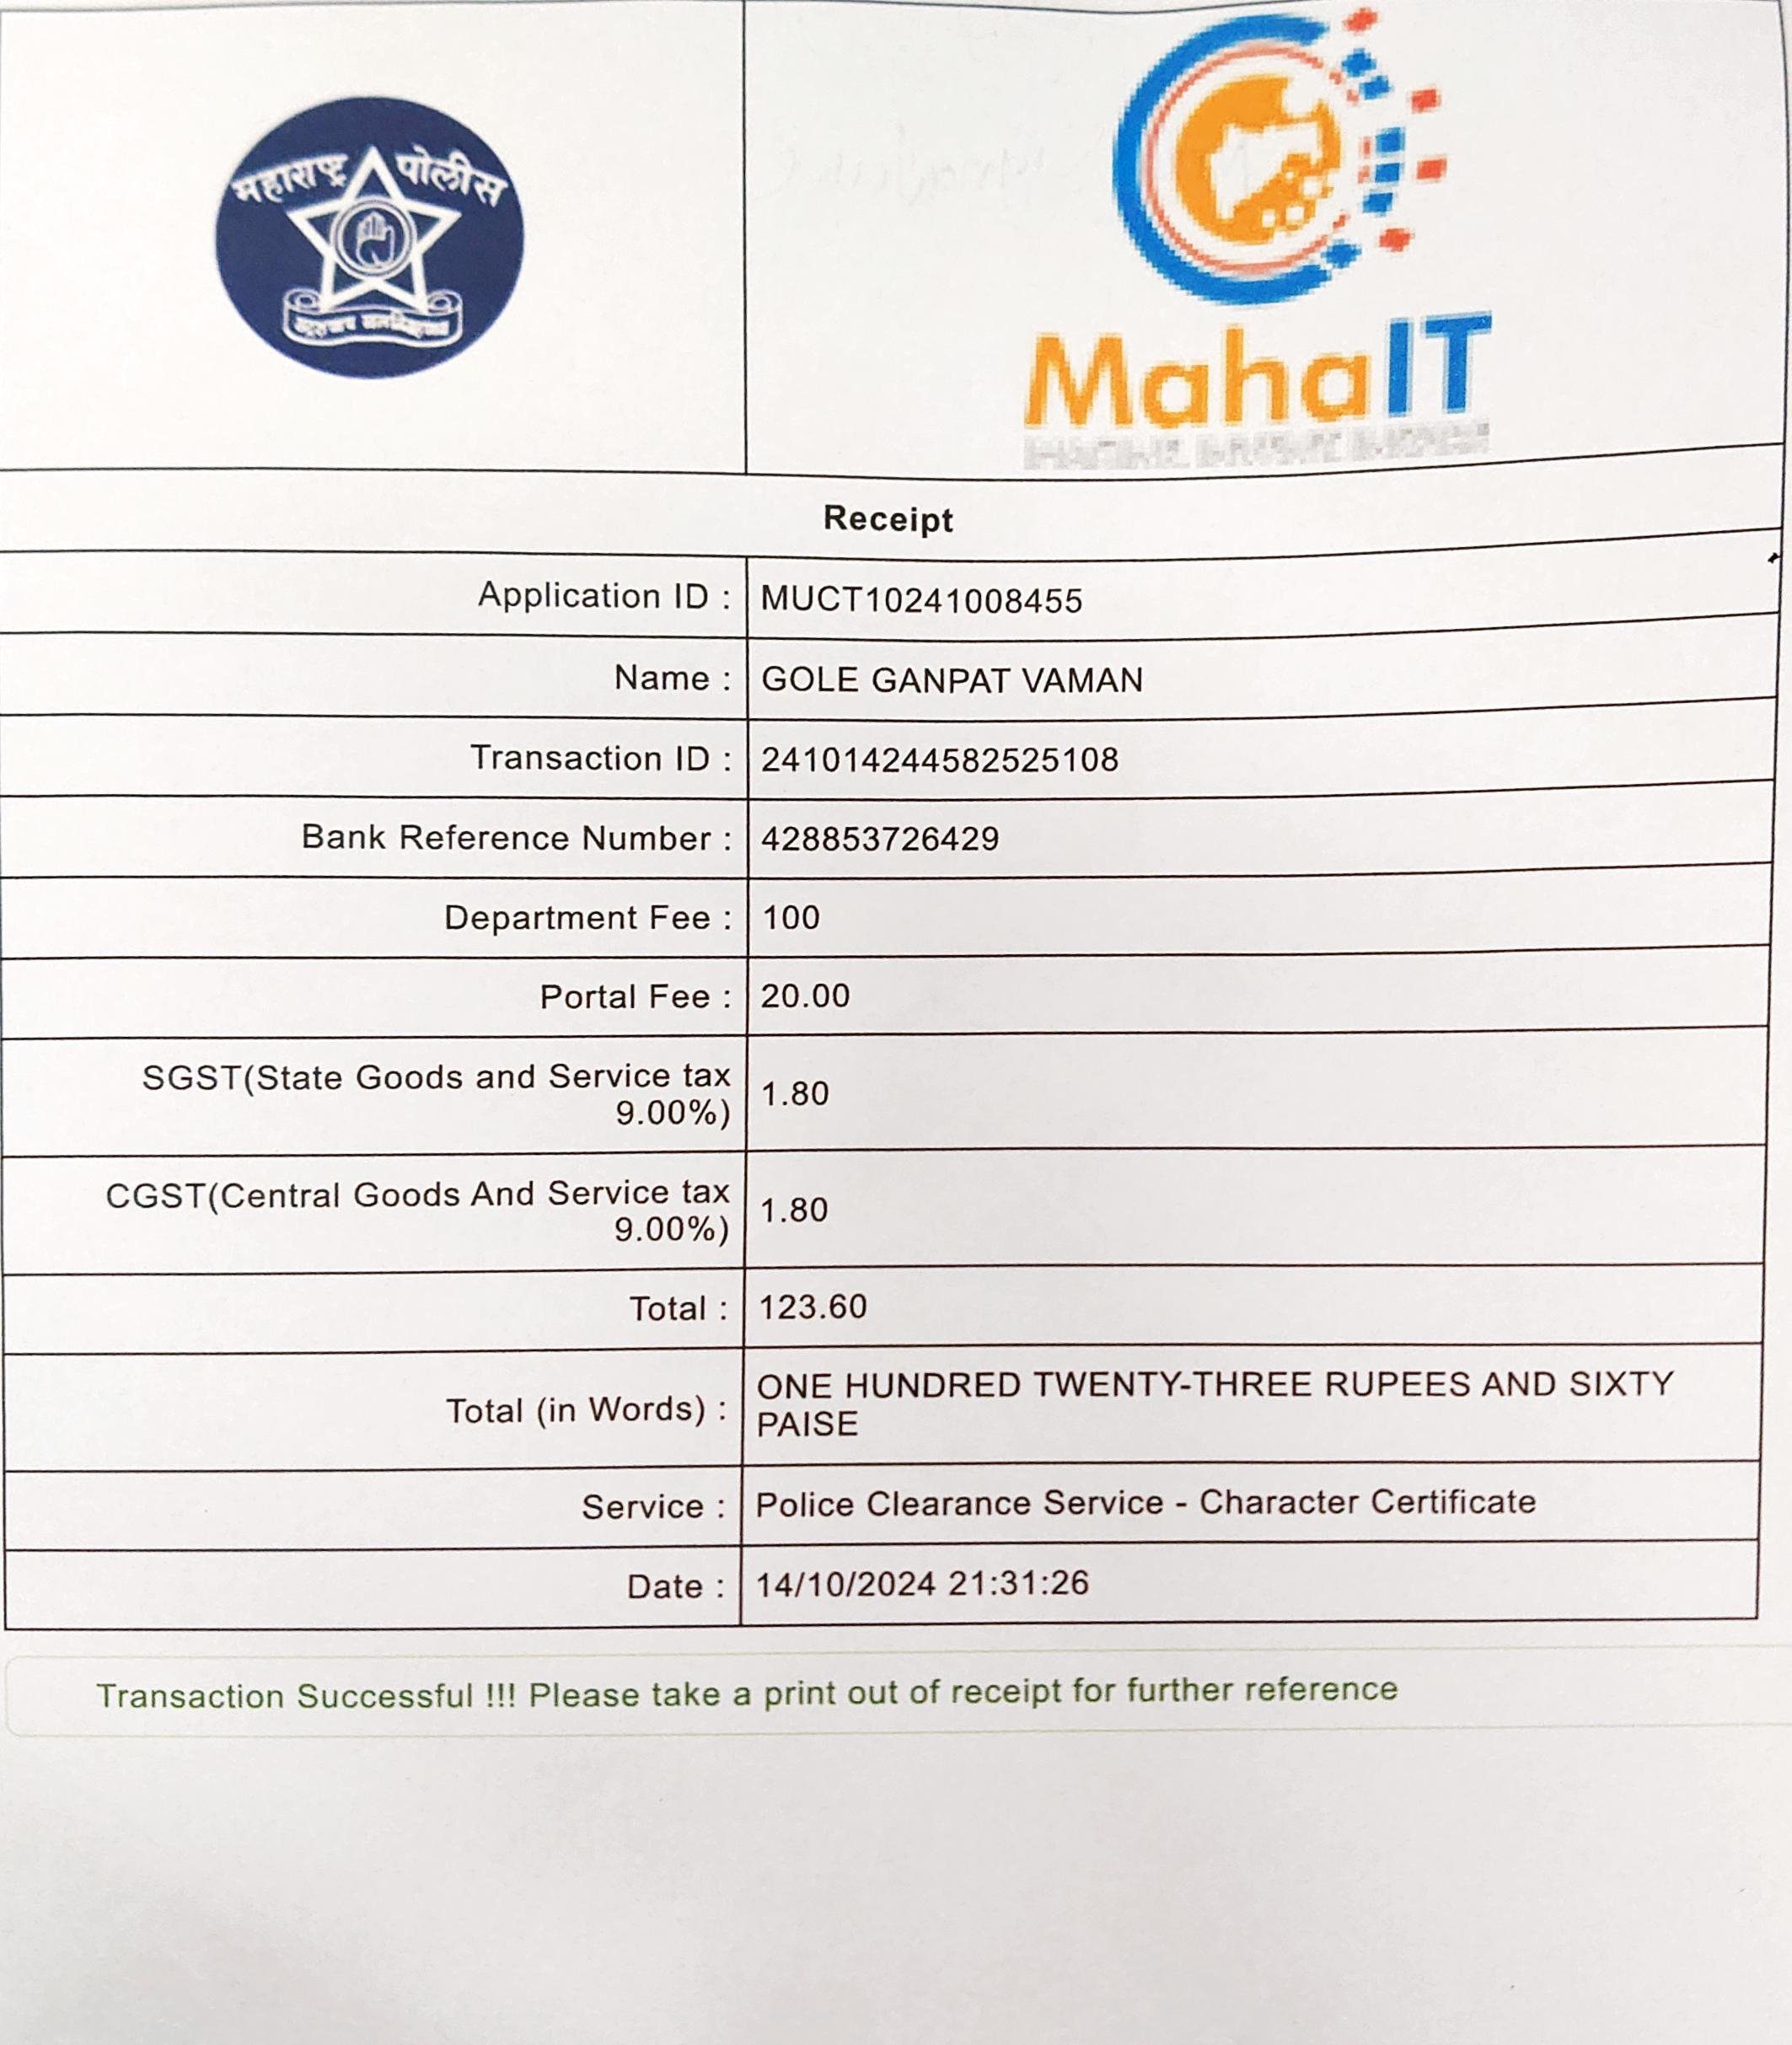 महाराष्ट्र पोलीस
MahaIT
Receipt
Application ID : MUCT10241008455
Name : GOLE GANPAT VAMAN
Transaction ID : 241014244582525108
Bank Reference Number : 428853726429
Department Fee : 100
Portal Fee : 20.00
SGST(State Goods and Service tax
9.00%) 1.80
CGST(Central Goods And Service tax
9.00%) 1.80
Total : 123.60
Total (in Words) : ONE HUNDRED TWENTY-THREE RUPEES AND SIXTY
PAISE
Service : Police Clearance Service - Character Certificate
Date : 14/10/2024 21:31:26
Transaction Successful !!! Please take a print out of receipt for further reference